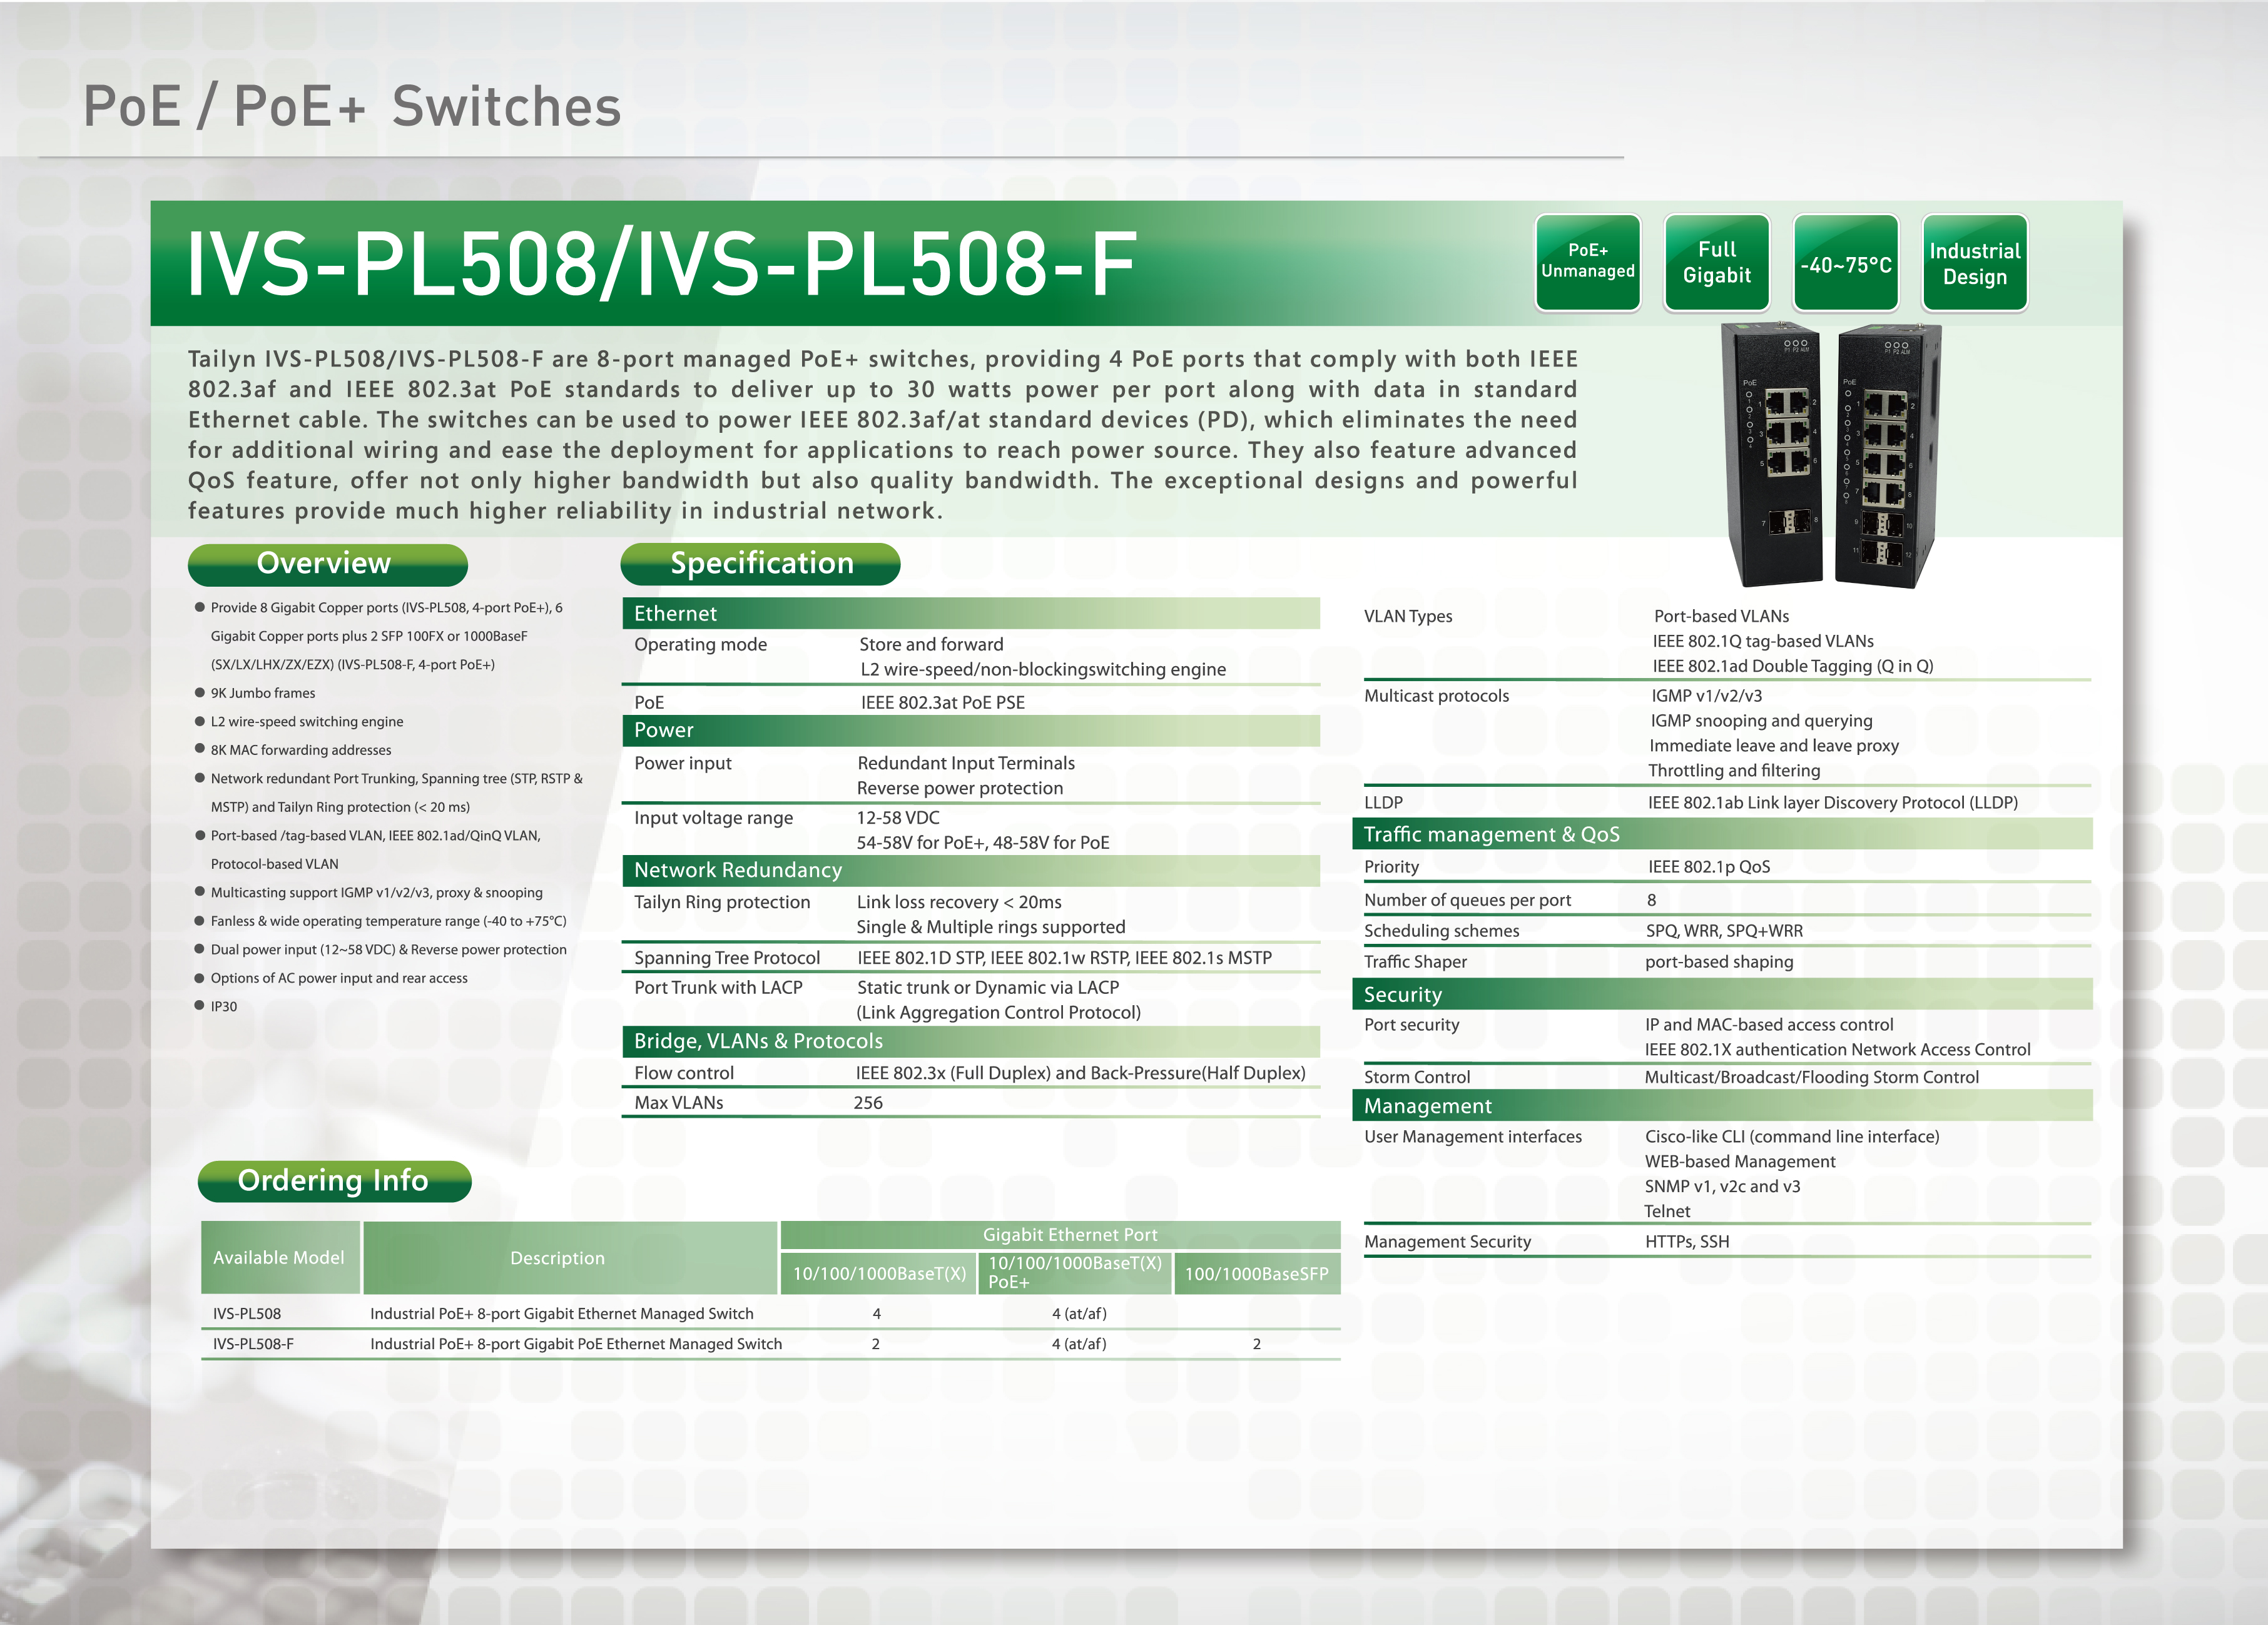 PoE / PoE+ Switches
IVS-PL508/IVS-PL508-F
PoE+
Unmanaged
Full
Gigabit
-40~75°C
Industrial
Design
Tailyn IVS-PL508/IVS-PL508-F are 8-port managed PoE+ switches, providing 4 PoE ports that comply with both IEEE
802.3af and IEEE 802.3at PoE standards to deliver up to 30 watts power per port along with data in standard
Ethernet cable. The switches can be used to power IEEE 802.3af/at standard devices (PD), which eliminates the need
for additional wiring and ease the deployment for applications to reach power source. They also feature advanced
QoS feature, offer not only higher bandwidth but also quality bandwidth. The exceptional designs and powerful
features provide much higher reliability in industrial network.
Overview
Provide 8 Gigabit Copper ports (IVS-PL508, 4-port PoE+), 6
Gigabit Copper ports plus 2 SFP 100FX or 1000BaseF
(SX/LX/LHX/ZX/EZX) (IVS-PL508-F, 4-port PoE+)
9K Jumbo frames
L2 wire-speed switching engine
8K MAC forwarding addresses
Network redundant Port Trunking, Spanning tree (STP, RSTP &
MSTP) and Tailyn Ring protection (< 20 ms)
Port-based /tag-based VLAN, IEEE 802.1ad/QinQ VLAN,
Protocol-based VLAN
Multicasting support IGMP v1/v2/v3, proxy & snooping
Fanless & wide operating temperature range (-40 to +75°C)
Dual power input (12~58 VDC) & Reverse power protection
Options of AC power input and rear access
IP30
Specification
Ethernet
Operating mode Store and forward
L2 wire-speed/non-blockingswitching engine
PoE IEEE 802.3at PoE PSE
Power
Power input Redundant Input Terminals
Reverse power protection
Input voltage range 12-58 VDC
54-58V for PoE+, 48-58V for PoE
Network Redundancy
Tailyn Ring protection Link loss recovery < 20ms
Single & Multiple rings supported
Spanning Tree Protocol IEEE 802.1D STP, IEEE 802.1w RSTP, IEEE 802.1s MSTP
Port Trunk with LACP Static trunk or Dynamic via LACP
(Link Aggregation Control Protocol)
Bridge, VLANs & Protocols
Flow control IEEE 802.3x (Full Duplex) and Back-Pressure(Half Duplex)
Max VLANs 256
VLAN Types Port-based VLANs
IEEE 802.1Q tag-based VLANs
IEEE 802.1ad Double Tagging (Q in Q)
Multicast protocols IGMP v1/v2/v3
IGMP snooping and querying
Immediate leave and leave proxy
Throttling and filtering
LLDP IEEE 802.1ab Link layer Discovery Protocol (LLDP)
Traffic management & QoS
Priority IEEE 802.1p QoS
Number of queues per port 8
Scheduling schemes SPQ, WRR, SPQ+WRR
Traffic Shaper port-based shaping
Security
Port security IP and MAC-based access control
IEEE 802.1X authentication Network Access Control
Storm Control Multicast/Broadcast/Flooding Storm Control
Management
User Management interfaces Cisco-like CLI (command line interface)
WEB-based Management
SNMP v1, v2c and v3
Telnet
Management Security HTTPs, SSH
Ordering Info
Available Model Description Gigabit Ethernet Port
10/100/1000BaseT(X) 10/100/1000BaseT(X) PoE+ 100/1000BaseSFP
IVS-PL508 Industrial PoE+ 8-port Gigabit Ethernet Managed Switch 4 4 (at/af)
IVS-PL508-F Industrial PoE+ 8-port Gigabit PoE Ethernet Managed Switch 2 4 (at/af) 2